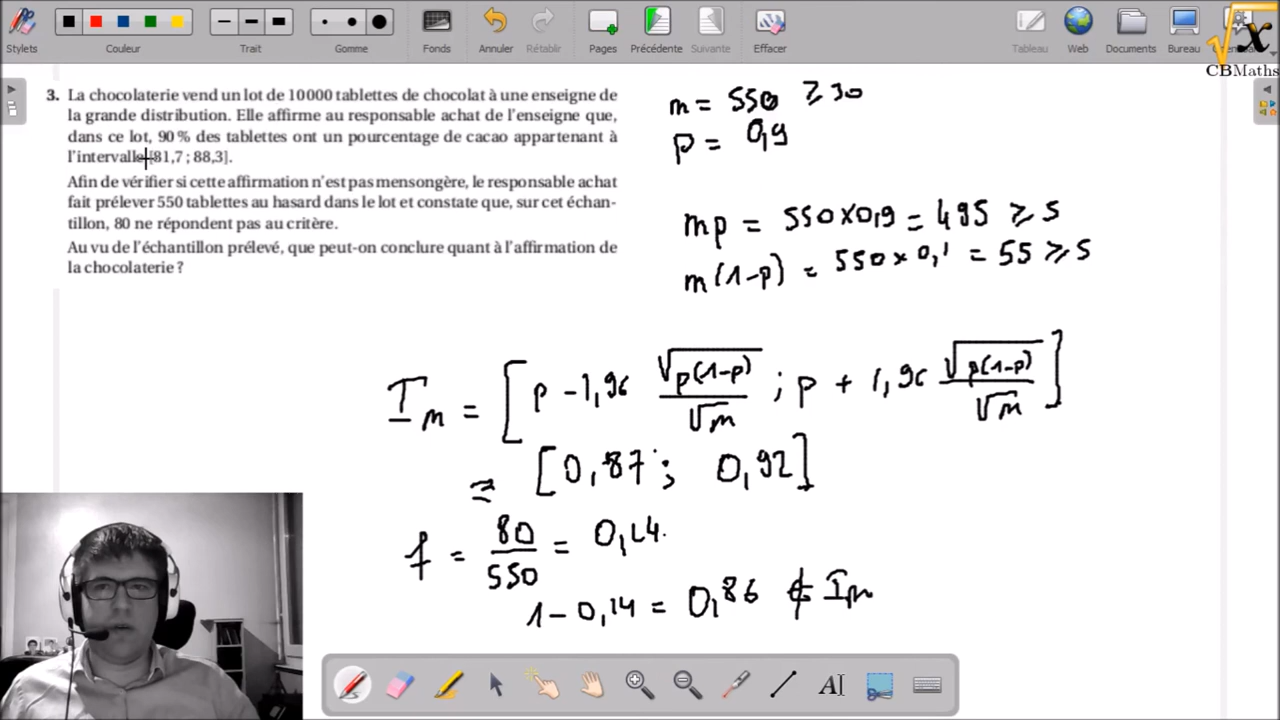 Stylets Couleur Trait Gomme Fonds Annuler Rétablir Pages Précédente Suivante Effacer Tableau Web Documents Bureau
CBMaths
3. La chocolaterie vend un lot de 10000 tablettes de chocolat à une enseigne de
la grande distribution. Elle affirme au responsable achat de l'enseigne que,
dans ce lot, 90 % des tablettes ont un pourcentage de cacao appartenant à
l'intervalle [81,7 ; 88,3].
Afin de vérifier si cette affirmation n'est pas mensongère, le responsable achat
fait prélever 550 tablettes au hasard dans le lot et constate que, sur cet échan-
tillon, 80 ne répondent pas au critère.
Au vu de l'échantillon prélevé, que peut-on conclure quant à l'affirmation de
la chocolaterie ?
n = 550 ⩾ 30
p = 0,9
np = 550×0,9 = 495 ⩾ 5
n(1-p) = 550×0,1 = 55 ⩾ 5
In = [p - 1,96 √p(1-p)/√n ; p + 1,96 √p(1-p)/√n]
≈ [0,87 ; 0,92]
f = 80/550 = 0,14.
1 - 0,14 = 0,86 ∉ In
AI